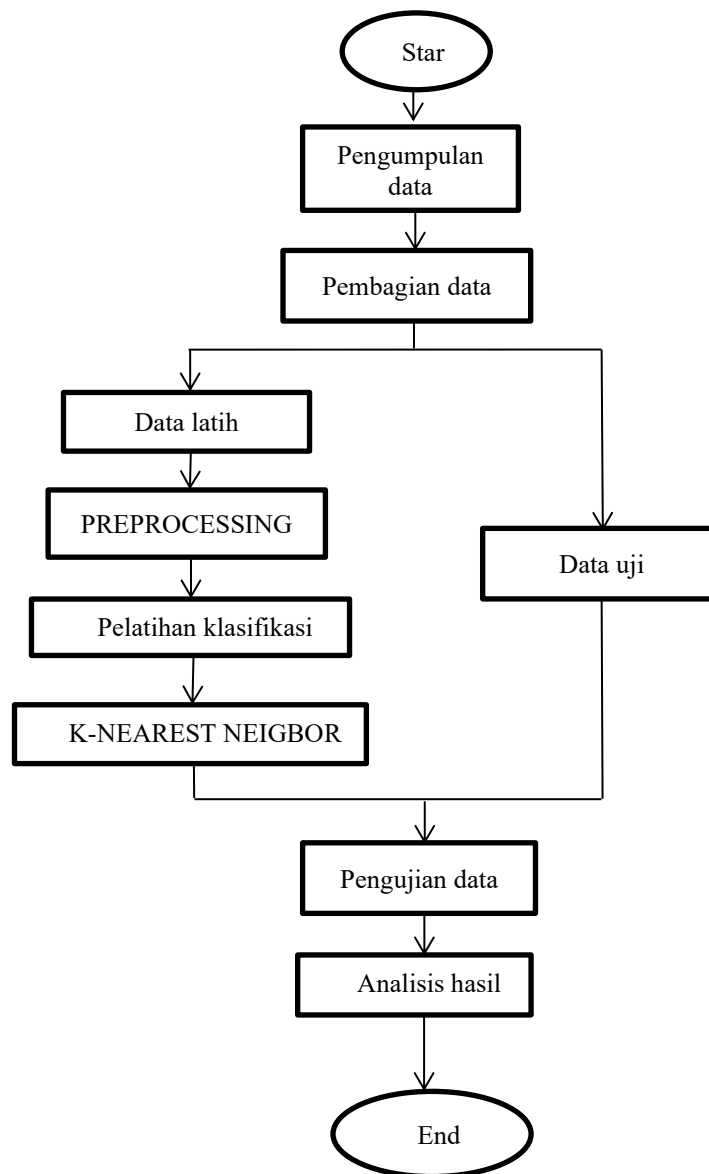 Star
Pengumpulan
data
Pembagian data
Data latih
PREPROCESSING
Data uji
Pelatihan klasifikasi
K-NEAREST NEIGBOR
Pengujian data
Analisis hasil
End